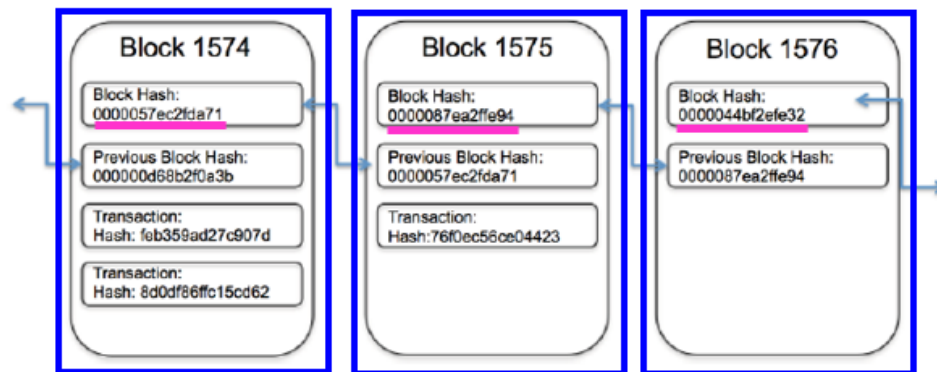 Block 1574
Block Hash:
0000057ec2fda71
Previous Block Hash:
000000d68b2f0a3b
Transaction:
Hash: feb359ad27c907d
Transaction:
Hash: 8d0df86ffc15cd62
Block 1575
Block Hash:
0000087ea2ffe94
Previous Block Hash:
0000057ec2fda71
Transaction:
Hash:76f0ec56ce04423
Block 1576
Block Hash:
0000044bf2efe32
Previous Block Hash:
0000087ea2ffe94